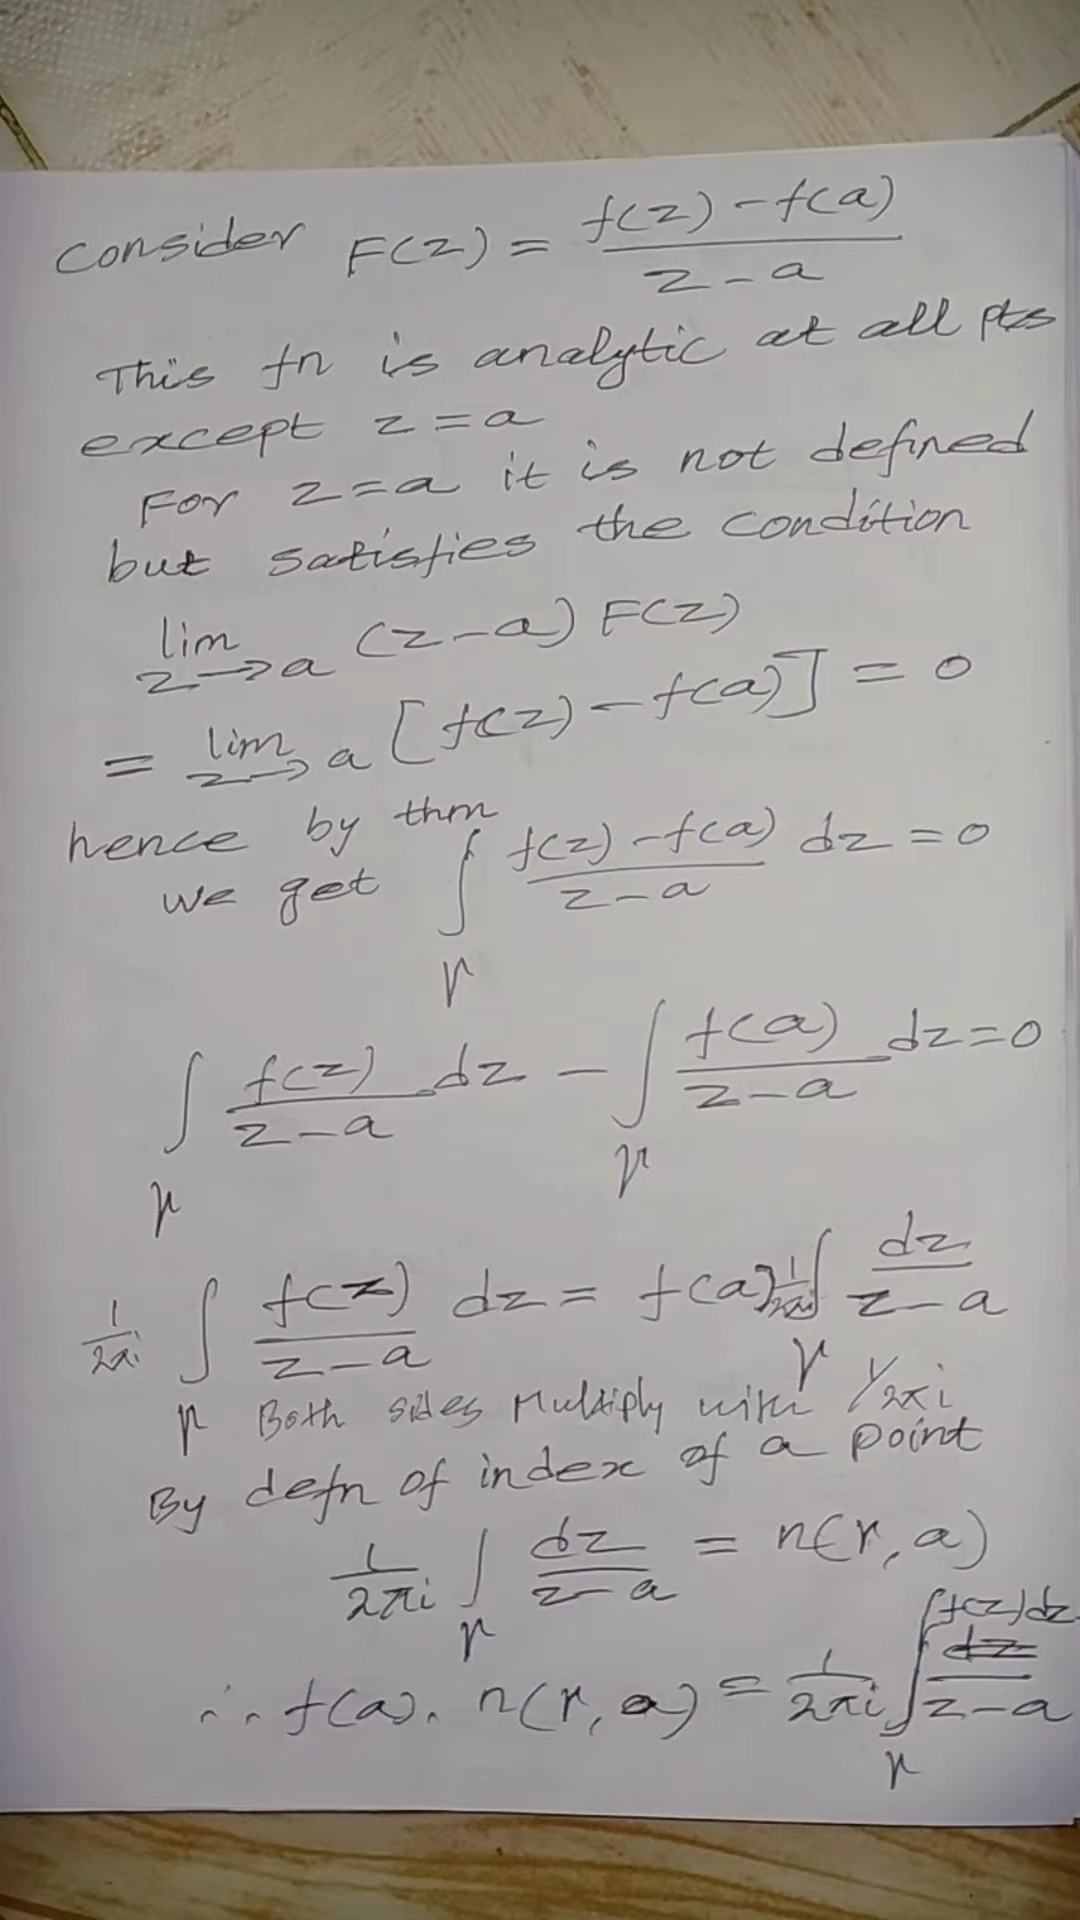 consider F(z) = f(z) - f(a) / z - a
This fn is analytic at all pts
except z = a
For z = a it is not defined
but satisfies the condition
lim z→a (z - a) F(z)
= lim z→a [f(z) - f(a)] = 0
hence by thm
we get ∫γ f(z) - f(a) / z - a dz = 0
∫γ f(z) / z - a dz - ∫γ f(a) / z - a dz = 0
1/2πi ∫γ f(z) / z - a dz = f(a) 1/2πi ∫γ dz / z - a
Both sides Multiply with 1/2πi
By defn of index of a point
1/2πi ∫γ dz / z - a = n(γ, a)
∴ f(a). n(γ, a) = 1/2πi ∫γ f(z) dz / z - a